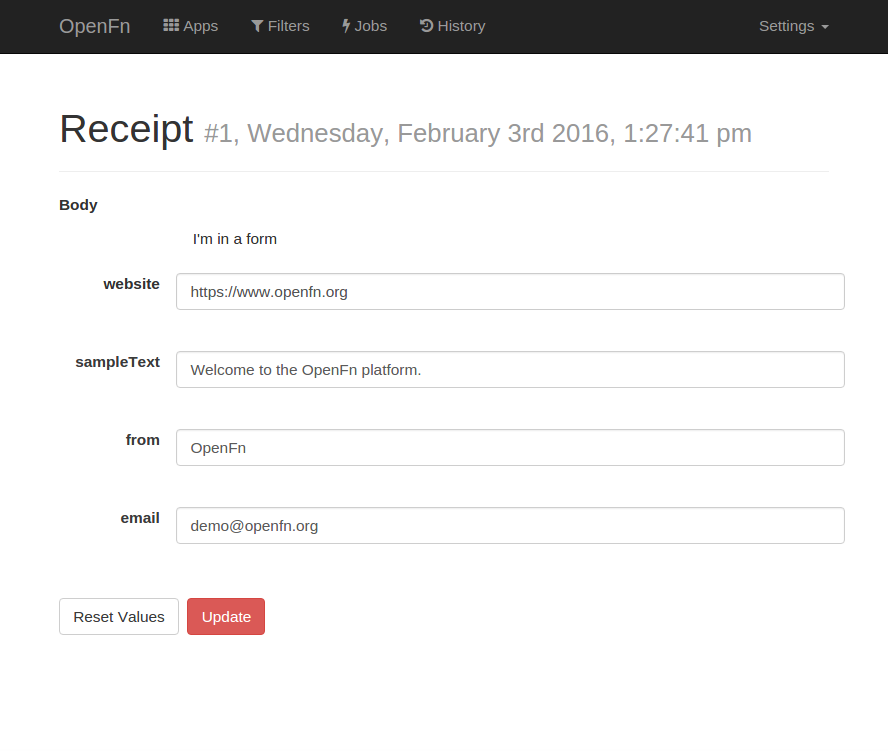 OpenFn Apps Filters Jobs History Settings
Receipt #1, Wednesday, February 3rd 2016, 1:27:41 pm
Body
I'm in a form
website https://www.openfn.org
sampleText Welcome to the OpenFn platform.
from OpenFn
email demo@openfn.org
Reset Values Update